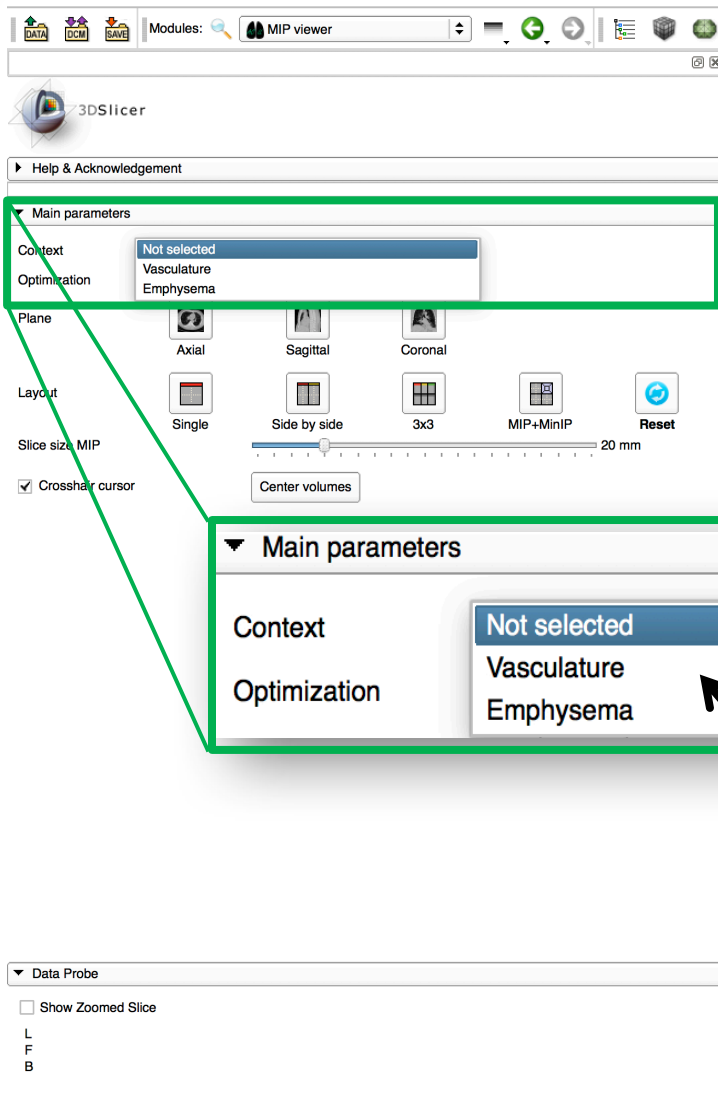 DATA DCM SAVE Modules: MIP viewer
3DSlicer
Help & Acknowledgement
Main parameters
Context
Not selected
Vasculature
Optimization
Emphysema
Plane
Axial Sagittal Coronal
Layout
Single Side by side 3x3 MIP+MinIP Reset
Slice size MIP 20 mm
Crosshair cursor Center volumes
Main parameters
Context Not selected
Vasculature
Optimization
Emphysema
Data Probe
Show Zoomed Slice
L
F
B